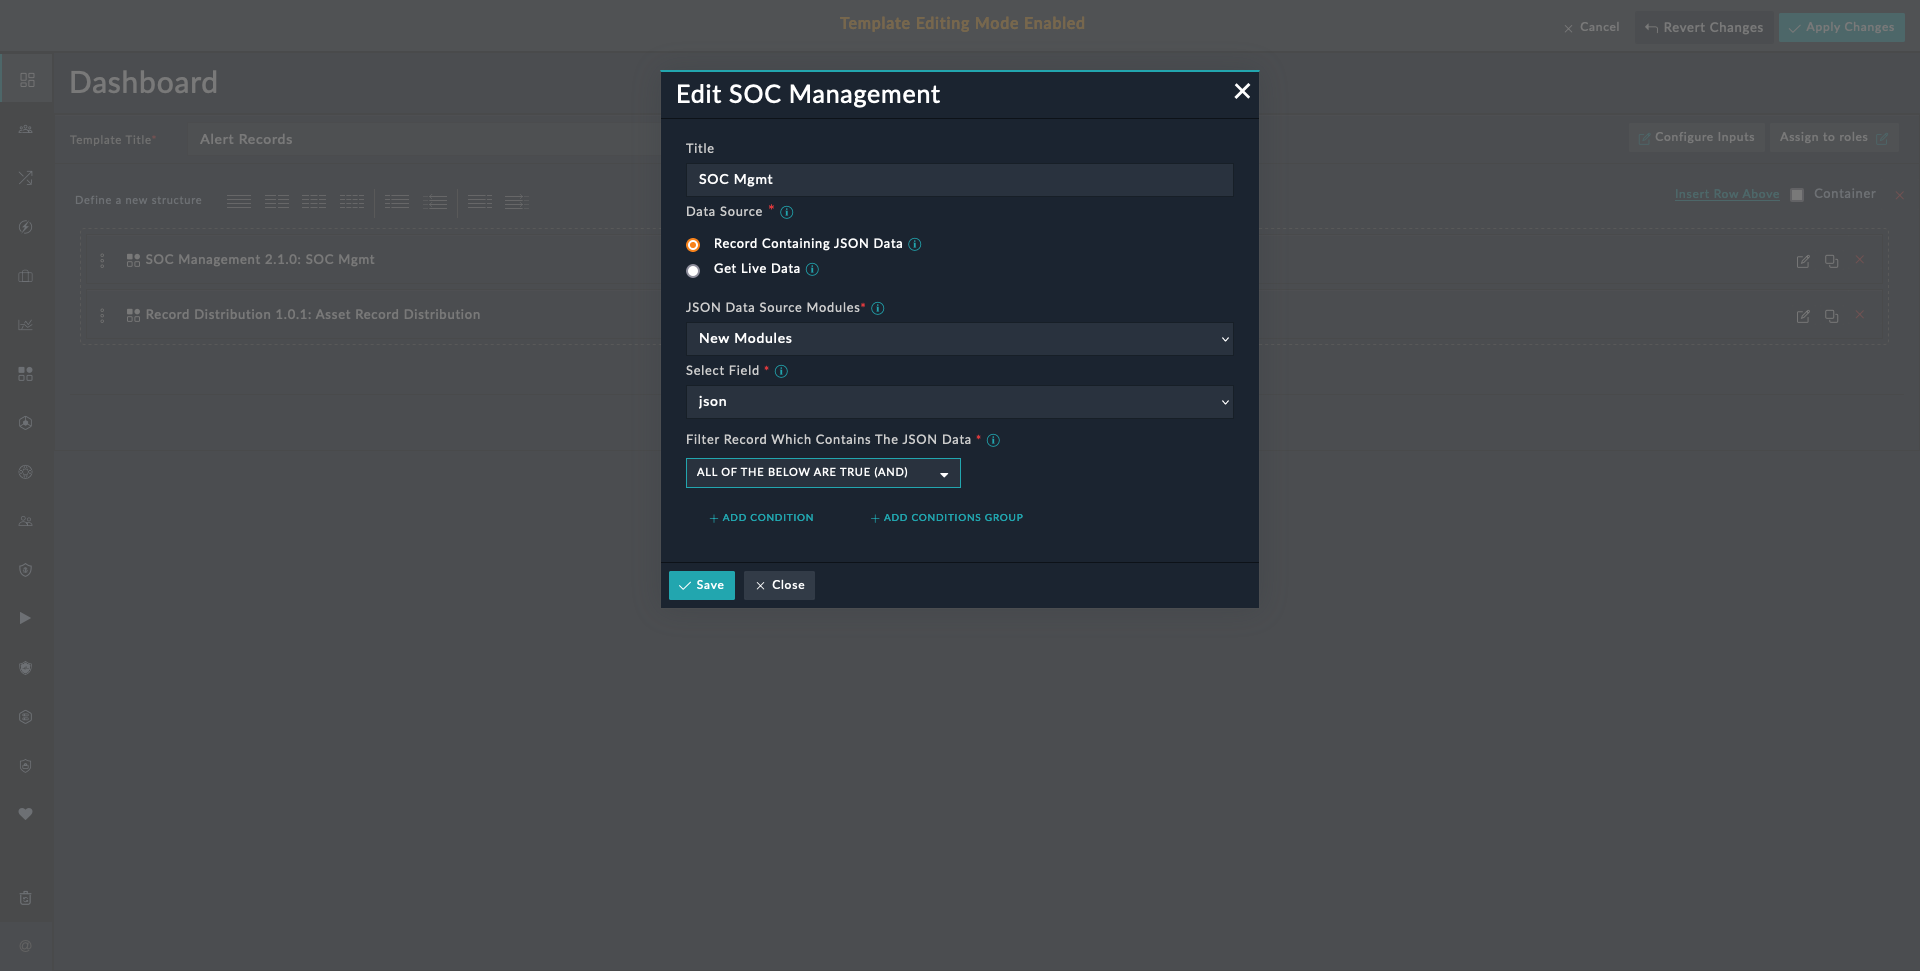 Template Editing Mode Enabled
Cancel
Revert Changes
Apply Changes
Dashboard
Template Title*
Alert Records
Configure Inputs
Assign to roles
Define a new structure
Insert Row Above
Container
SOC Management 2.1.0: SOC Mgmt
Record Distribution 1.0.1: Asset Record Distribution
Edit SOC Management
Title
SOC Mgmt
Data Source *
Record Containing JSON Data
Get Live Data
JSON Data Source Modules*
New Modules
Select Field *
json
Filter Record Which Contains The JSON Data *
ALL OF THE BELOW ARE TRUE (AND)
+ ADD CONDITION
+ ADD CONDITIONS GROUP
Save
Close